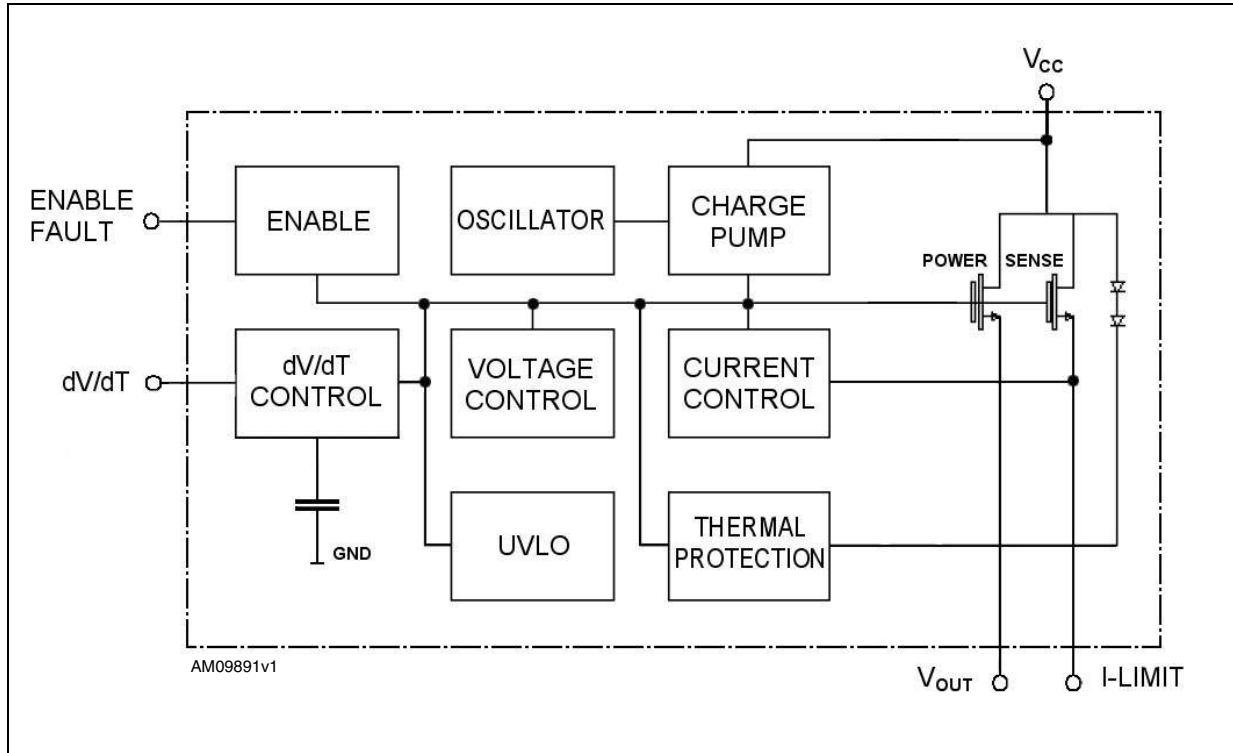 VCC
ENABLE
FAULT
ENABLE
OSCILLATOR
CHARGE
PUMP
POWER
SENSE
dV/dT
dV/dT
CONTROL
VOLTAGE
CONTROL
CURRENT
CONTROL
GND
UVLO
THERMAL
PROTECTION
AM09891v1
VOUT
I-LIMIT